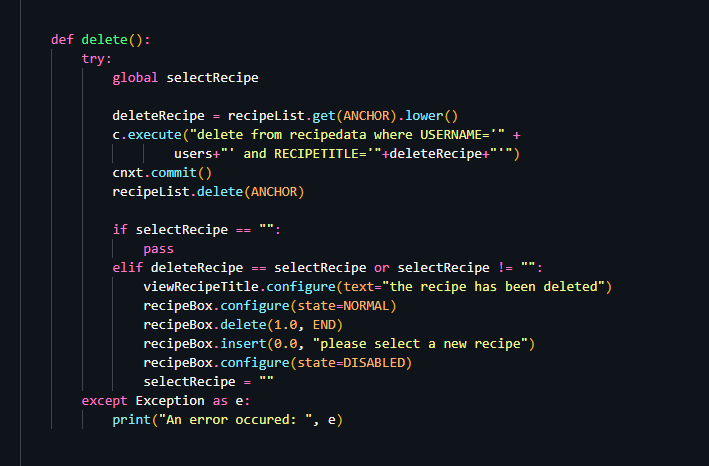 def delete():
try:
global selectRecipe
deleteRecipe = recipeList.get(ANCHOR).lower()
c.execute("delete from recipedata where USERNAME='" +
users+"' and RECIPETITLE='"+deleteRecipe+"'")
cnxt.commit()
recipeList.delete(ANCHOR)
if selectRecipe == "":
pass
elif deleteRecipe == selectRecipe or selectRecipe != "":
viewRecipeTitle.configure(text="the recipe has been deleted")
recipeBox.configure(state=NORMAL)
recipeBox.delete(1.0, END)
recipeBox.insert(0.0, "please select a new recipe")
recipeBox.configure(state=DISABLED)
selectRecipe = ""
except Exception as e:
print("An error occured: ", e)